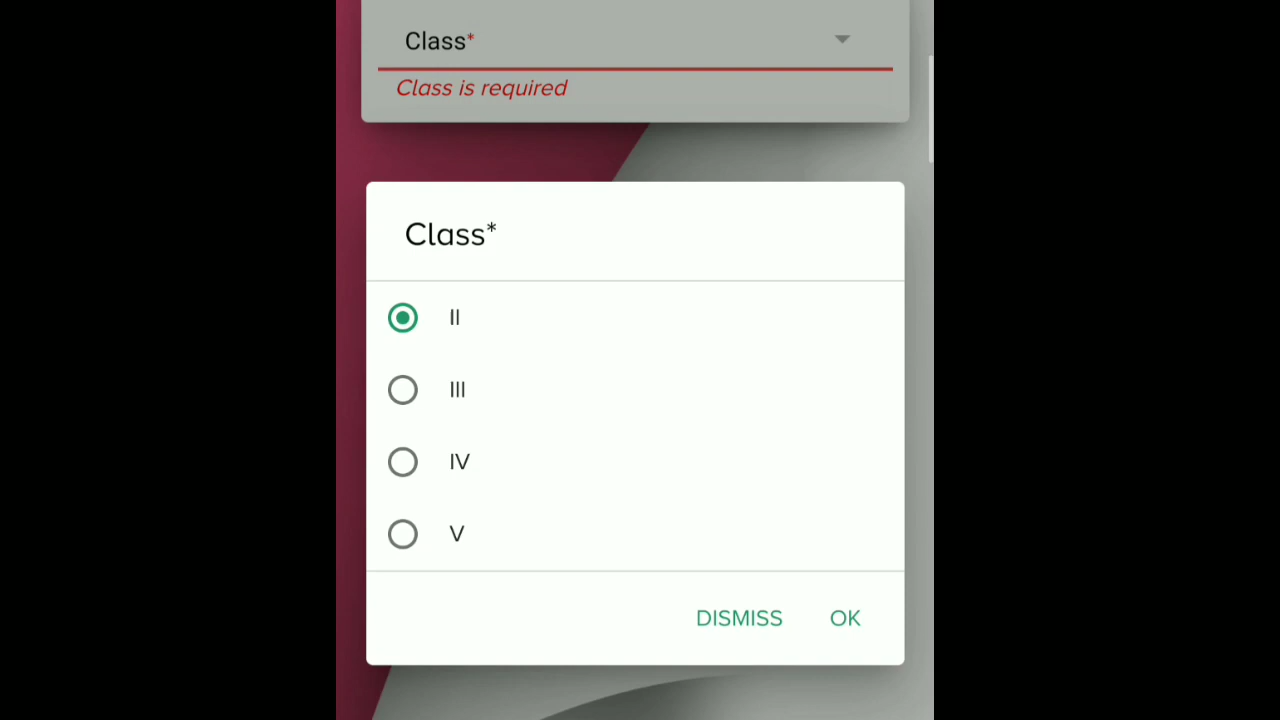 Class*
Class is required
Class*
II
III
IV
V
DISMISS OK